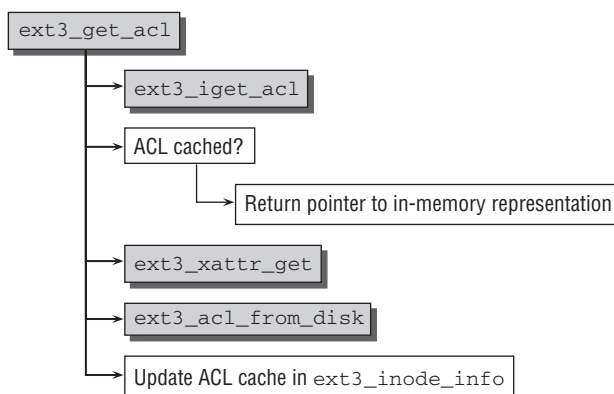 ext3_get_acl
ext3_iget_acl
ACL cached?
Return pointer to in-memory representation
ext3_xattr_get
ext3_acl_from_disk
Update ACL cache in ext3_inode_info